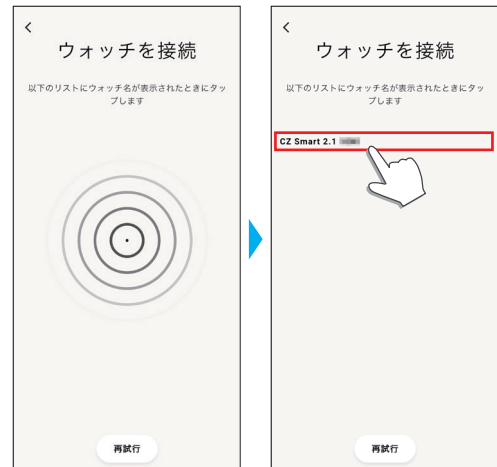 ウォッチを接続
以下のリストにウォッチ名が表示されたときにタッ
プします
再試行
ウォッチを接続
以下のリストにウォッチ名が表示されたときにタッ
プします
CZ Smart 2.1
再試行